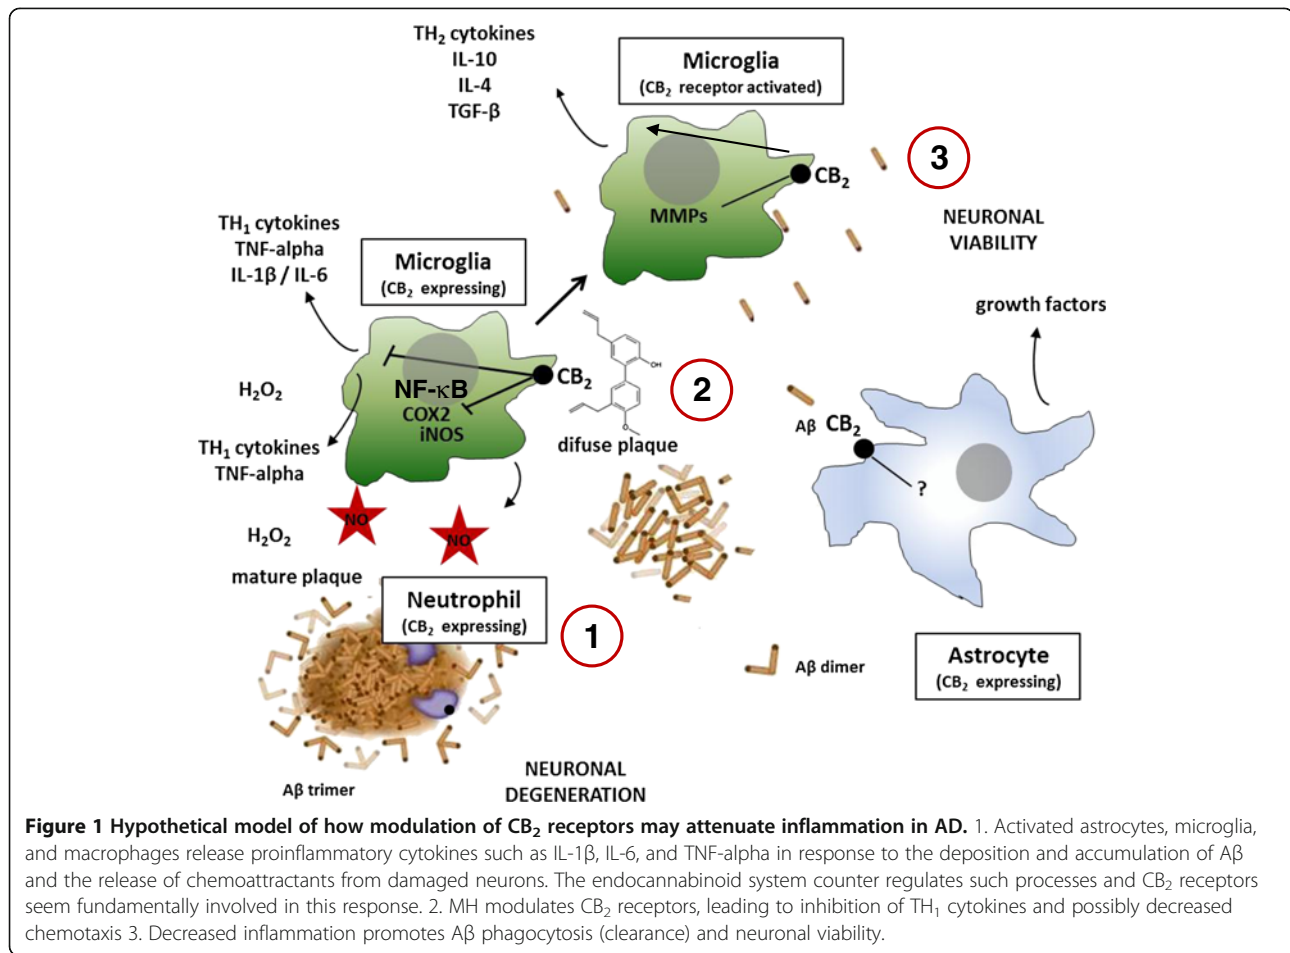 TH₂ cytokines
IL-10
IL-4
TGF-β
Microglia
(CB₂ receptor activated)
3
CB₂
MMPs
NEURONAL
VIABILITY
TH₁ cytokines
TNF-alpha
IL-1β / IL-6
Microglia
(CB₂ expressing)
growth factors
OH
2
CB₂
NF-κB
COX2
iNOS
H₂O₂
O
difuse plaque
Aβ CB₂
?
TH₁ cytokines
TNF-alpha
NO
NO
H₂O₂
mature plaque
Neutrophil
(CB₂ expressing)
1
Aβ dimer
Astrocyte
(CB₂ expressing)
Aβ trimer
NEURONAL
DEGENERATION
Figure 1 Hypothetical model of how modulation of CB₂ receptors may attenuate inflammation in AD. 1. Activated astrocytes, microglia,
and macrophages release proinflammatory cytokines such as IL-1β, IL-6, and TNF-alpha in response to the deposition and accumulation of Aβ
and the release of chemoattractants from damaged neurons. The endocannabinoid system counter regulates such processes and CB₂ receptors
seem fundamentally involved in this response. 2. MH modulates CB₂ receptors, leading to inhibition of TH₁ cytokines and possibly decreased
chemotaxis 3. Decreased inflammation promotes Aβ phagocytosis (clearance) and neuronal viability.